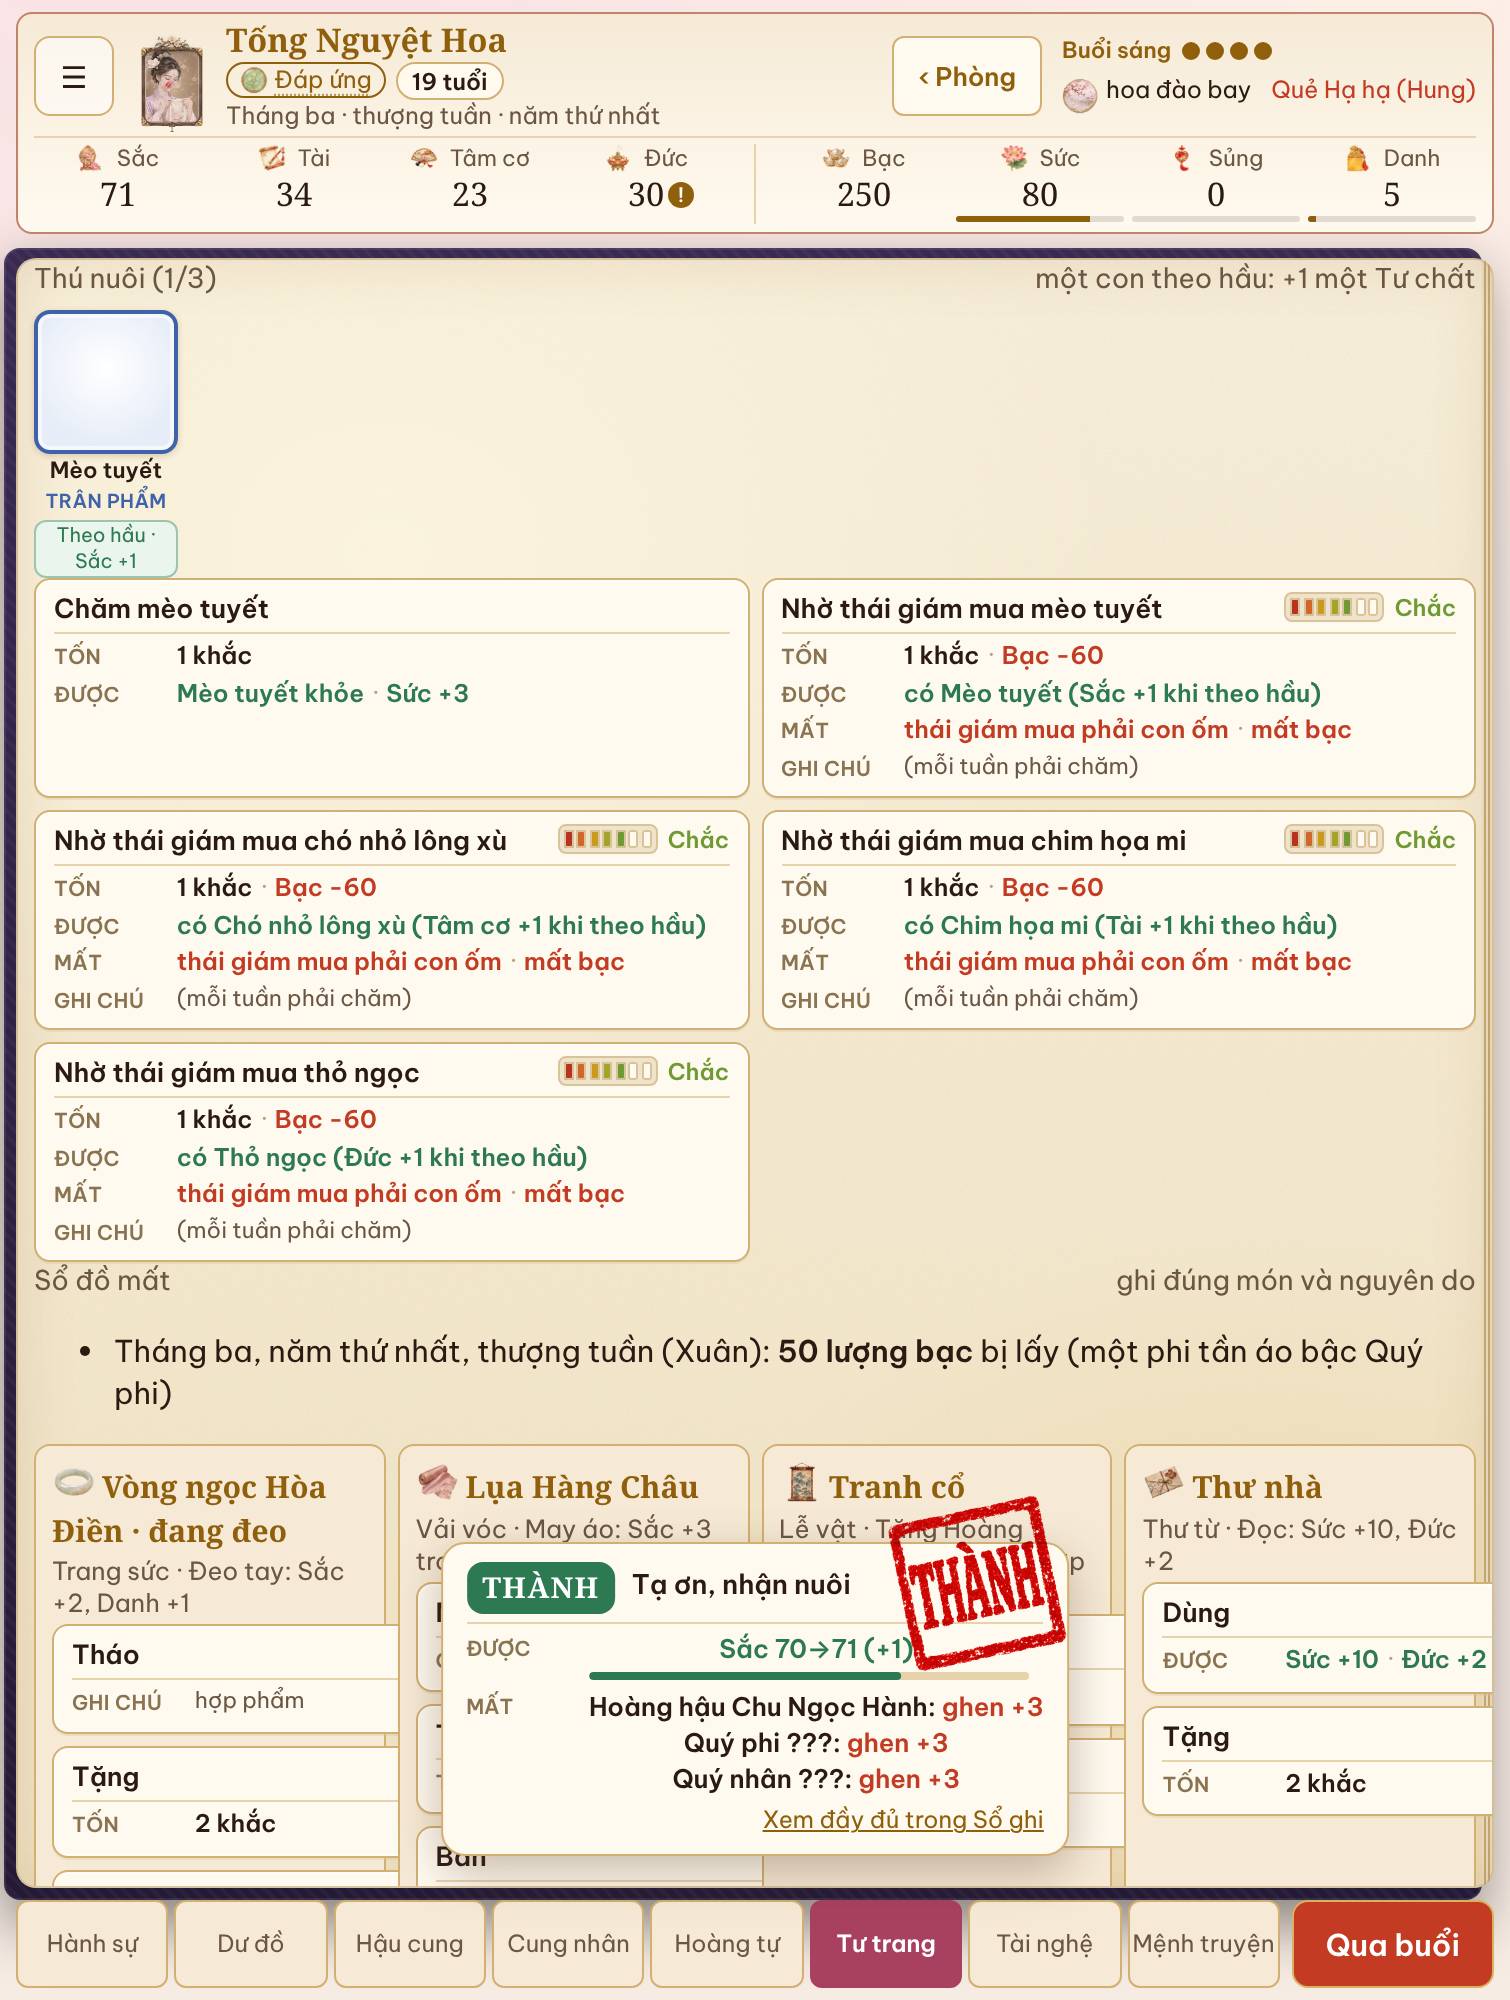 ☰
Tống Nguyệt Hoa
Đáp ứng 19 tuổi
Tháng ba · thượng tuần · năm thứ nhất
‹ Phòng
Buổi sáng
hoa đào bay Quẻ Hạ hạ (Hung)
Sắc Tài Tâm cơ Đức Bạc Sức Sủng Danh
71 34 23 30 ! 250 80 0 5
Thú nuôi (1/3) một con theo hầu: +1 một Tư chất
Mèo tuyết
TRÂN PHẨM
Theo hầu ·
Sắc +1
Chăm mèo tuyết
TỐN 1 khắc
ĐƯỢC Mèo tuyết khỏe · Sức +3
Nhờ thái giám mua mèo tuyết Chắc
TỐN 1 khắc · Bạc -60
ĐƯỢC có Mèo tuyết (Sắc +1 khi theo hầu)
MẤT thái giám mua phải con ốm · mất bạc
GHI CHÚ (mỗi tuần phải chăm)
Nhờ thái giám mua chó nhỏ lông xù Chắc
TỐN 1 khắc · Bạc -60
ĐƯỢC có Chó nhỏ lông xù (Tâm cơ +1 khi theo hầu)
MẤT thái giám mua phải con ốm · mất bạc
GHI CHÚ (mỗi tuần phải chăm)
Nhờ thái giám mua chim họa mi Chắc
TỐN 1 khắc · Bạc -60
ĐƯỢC có Chim họa mi (Tài +1 khi theo hầu)
MẤT thái giám mua phải con ốm · mất bạc
GHI CHÚ (mỗi tuần phải chăm)
Nhờ thái giám mua thỏ ngọc Chắc
TỐN 1 khắc · Bạc -60
ĐƯỢC có Thỏ ngọc (Đức +1 khi theo hầu)
MẤT thái giám mua phải con ốm · mất bạc
GHI CHÚ (mỗi tuần phải chăm)
Sổ đồ mất ghi đúng món và nguyên do
• Tháng ba, năm thứ nhất, thượng tuần (Xuân): 50 lượng bạc bị lấy (một phi tần áo bậc Quý
phi)
Vòng ngọc Hòa
Điền · đang đeo
Trang sức · Đeo tay: Sắc
+2, Danh +1
Tháo
GHI CHÚ hợp phẩm
Tặng
TỐN 2 khắc
Lụa Hàng Châu
Vải vóc · May áo: Sắc +3
Bán
Tranh cổ
Lễ vật · Tặng Hoàng
Thư nhà
Thư từ · Đọc: Sức +10, Đức
+2
Dùng
ĐƯỢC Sức +10 · Đức +2
Tặng
TỐN 2 khắc
THÀNH Tạ ơn, nhận nuôi
THÀNH
ĐƯỢC Sắc 70→71 (+1)
MẤT Hoàng hậu Chu Ngọc Hành: ghen +3
Quý phi ???: ghen +3
Quý nhân ???: ghen +3
Xem đầy đủ trong Sổ ghi
Hành sự Dư đồ Hậu cung Cung nhân Hoàng tự Tư trang Tài nghệ Mệnh truyện Qua buổi